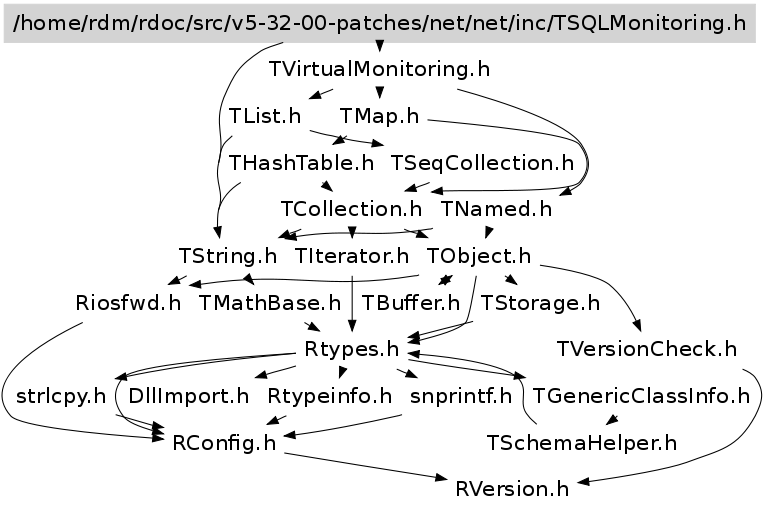 /home/rdm/rdoc/src/v5-32-00-patches/net/net/inc/TSQLMonitoring.h
TVirtualMonitoring.h
TList.h TMap.h
THashTable.h TSeqCollection.h
TCollection.h TNamed.h
TString.h TIterator.h TObject.h
Riosfwd.h TMathBase.h TBuffer.h TStorage.h
Rtypes.h TVersionCheck.h
strlcpy.h DllImport.h Rtypeinfo.h snprintf.h TGenericClassInfo.h
RConfig.h TSchemaHelper.h
RVersion.h